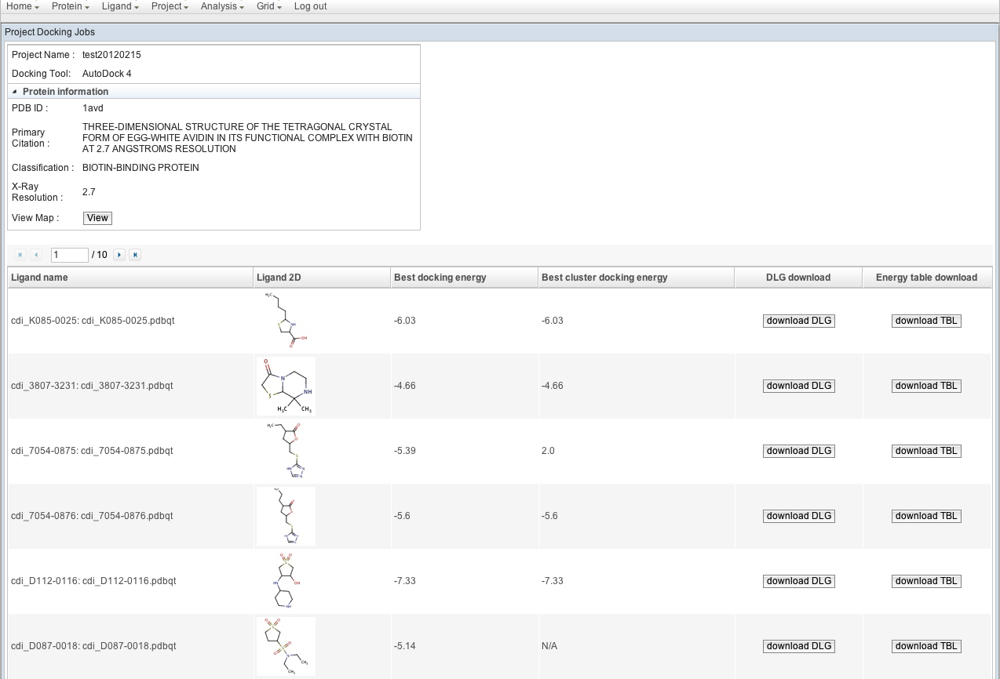 Home Protein Ligand Project Analysis Grid Log out
Project Docking Jobs
Project Name : test20120215
Docking Tool: AutoDock 4
Protein information
PDB ID : 1avd
Primary Citation : THREE-DIMENSIONAL STRUCTURE OF THE TETRAGONAL CRYSTAL
FORM OF EGG-WHITE AVIDIN IN ITS FUNCTIONAL COMPLEX WITH BIOTIN
AT 2.7 ANGSTROMS RESOLUTION
Classification : BIOTIN-BINDING PROTEIN
X-Ray Resolution : 2.7
View Map : View
1 / 10
Ligand name Ligand 2D Best docking energy Best cluster docking energy DLG download Energy table download
cdi_K085-0025: cdi_K085-0025.pdbqt H₃C S NH OH O -6.03 -6.03 download DLG download TBL
cdi_3807-3231: cdi_3807-3231.pdbqt O N S NH H₃C CH₃ -4.66 -4.66 download DLG download TBL
cdi_7054-0875: cdi_7054-0875.pdbqt H₃C O O S HN N N -5.39 2.0 download DLG download TBL
cdi_7054-0876: cdi_7054-0876.pdbqt -5.6 -5.6 download DLG download TBL
cdi_D112-0116: cdi_D112-0116.pdbqt O O S HN OH NH -7.33 -7.33 download DLG download TBL
cdi_D087-0018: cdi_D087-0018.pdbqt O O S O S O N CH₃ CH₃ -5.14 N/A download DLG download TBL